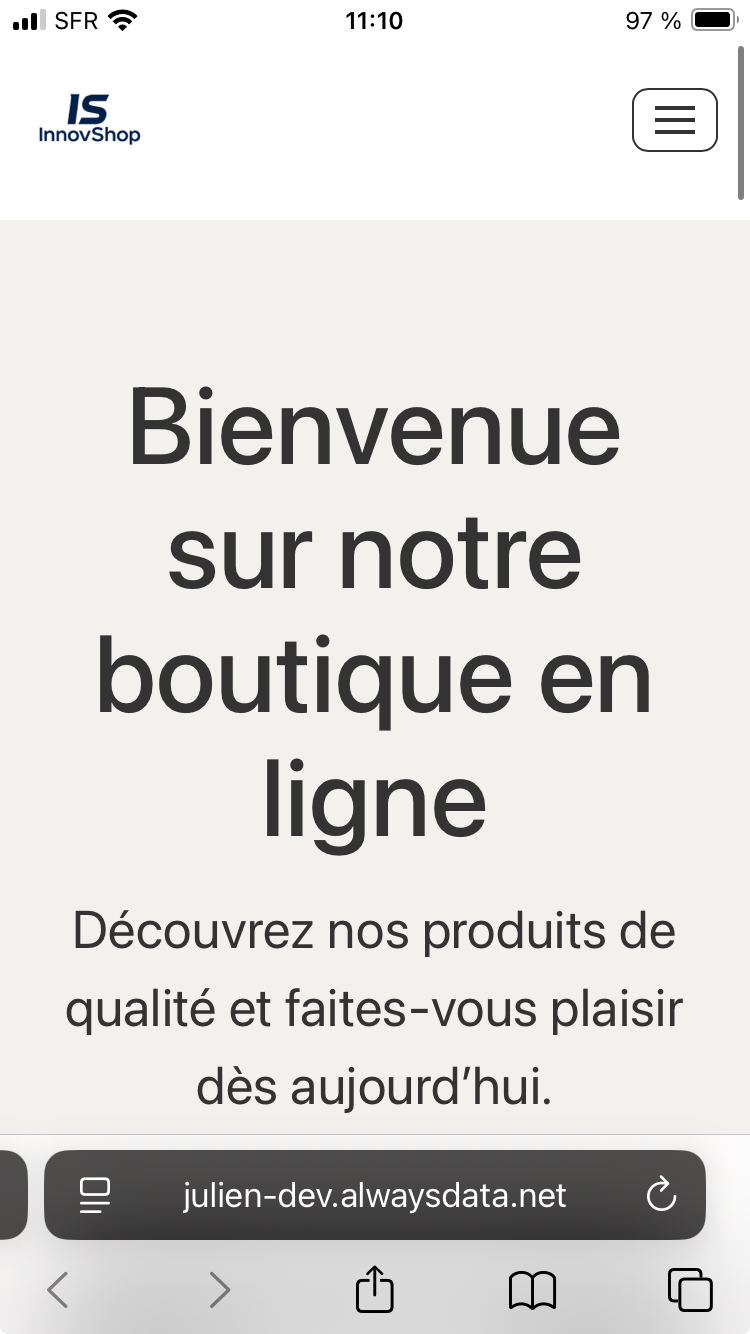 SFR 11:10 97 %
IS
InnovShop
Bienvenue
sur notre
boutique en
ligne
Découvrez nos produits de
qualité et faites-vous plaisir
dès aujourd’hui.
julien-dev.alwaysdata.net